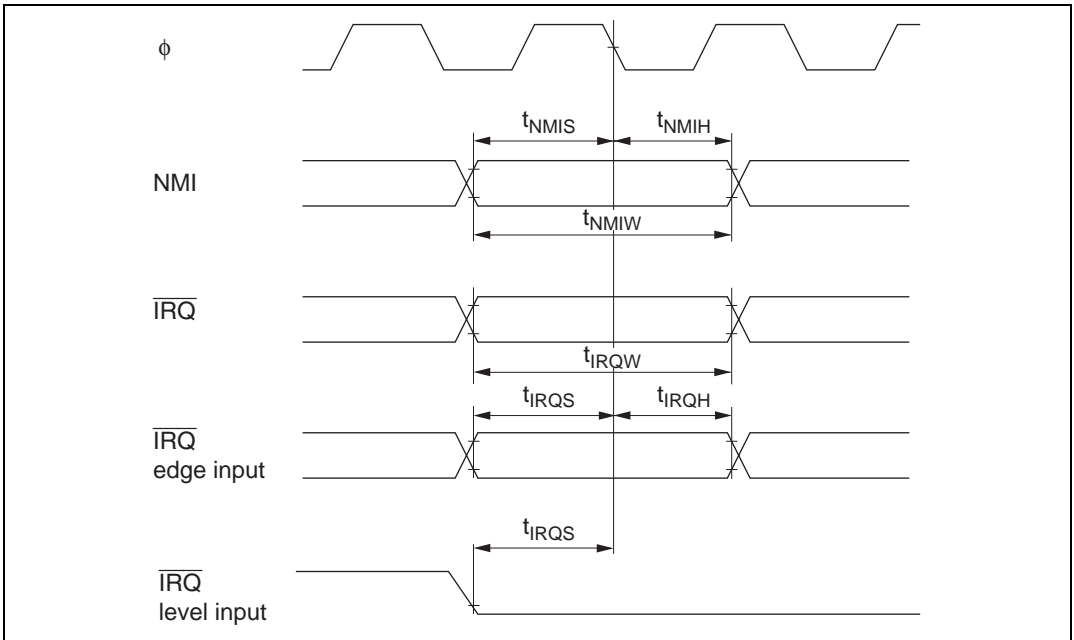 ϕ
tNMIS tNMIH
NMI
tNMIW
IRQ
tIRQW
tIRQS tIRQH
IRQ
edge input
tIRQS
IRQ
level input